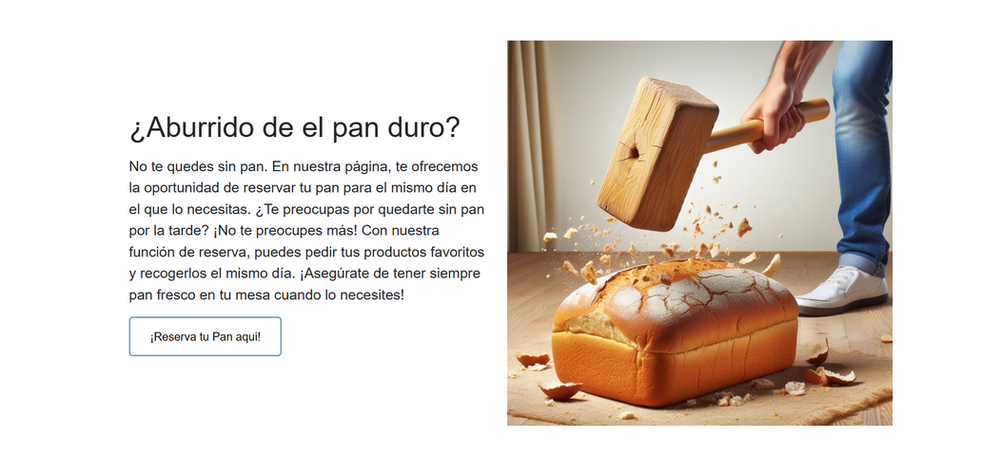 ¿Aburrido de el pan duro?
No te quedes sin pan. En nuestra página, te ofrecemos
la oportunidad de reservar tu pan para el mismo día en
el que lo necesitas. ¿Te preocupas por quedarte sin pan
por la tarde? ¡No te preocupes más! Con nuestra
función de reserva, puedes pedir tus productos favoritos
y recogerlos el mismo día. ¡Asegúrate de tener siempre
pan fresco en tu mesa cuando lo necesites!
¡Reserva tu Pan aqui!